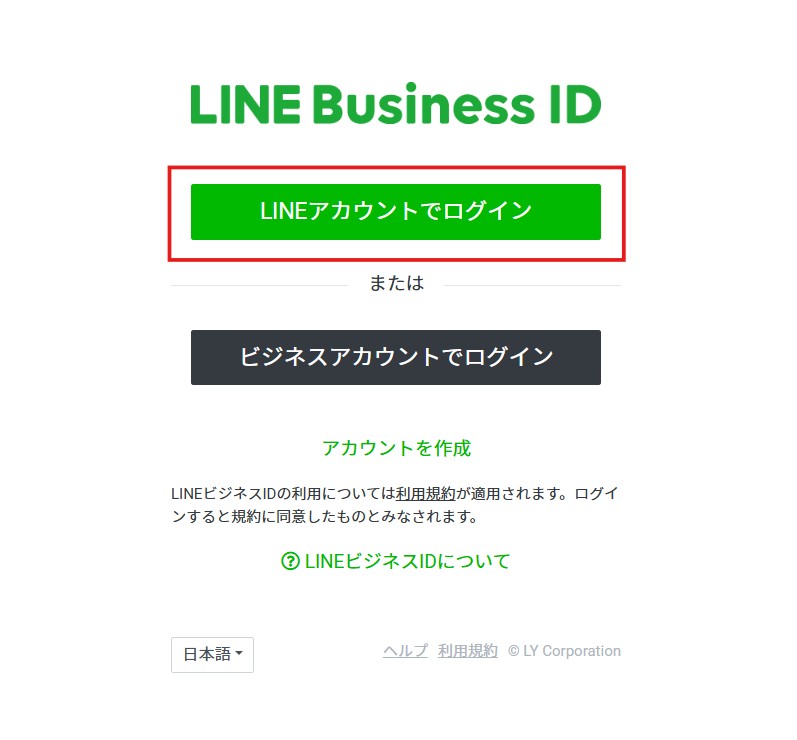 LINE Business ID
LINEアカウントでログイン
または
ビジネスアカウントでログイン
アカウントを作成
LINEビジネスIDの利用については利用規約が適用されます。ログイ
ンすると規約に同意したものとみなされます。
LINEビジネスIDについて
日本語
ヘルプ 利用規約 © LY Corporation